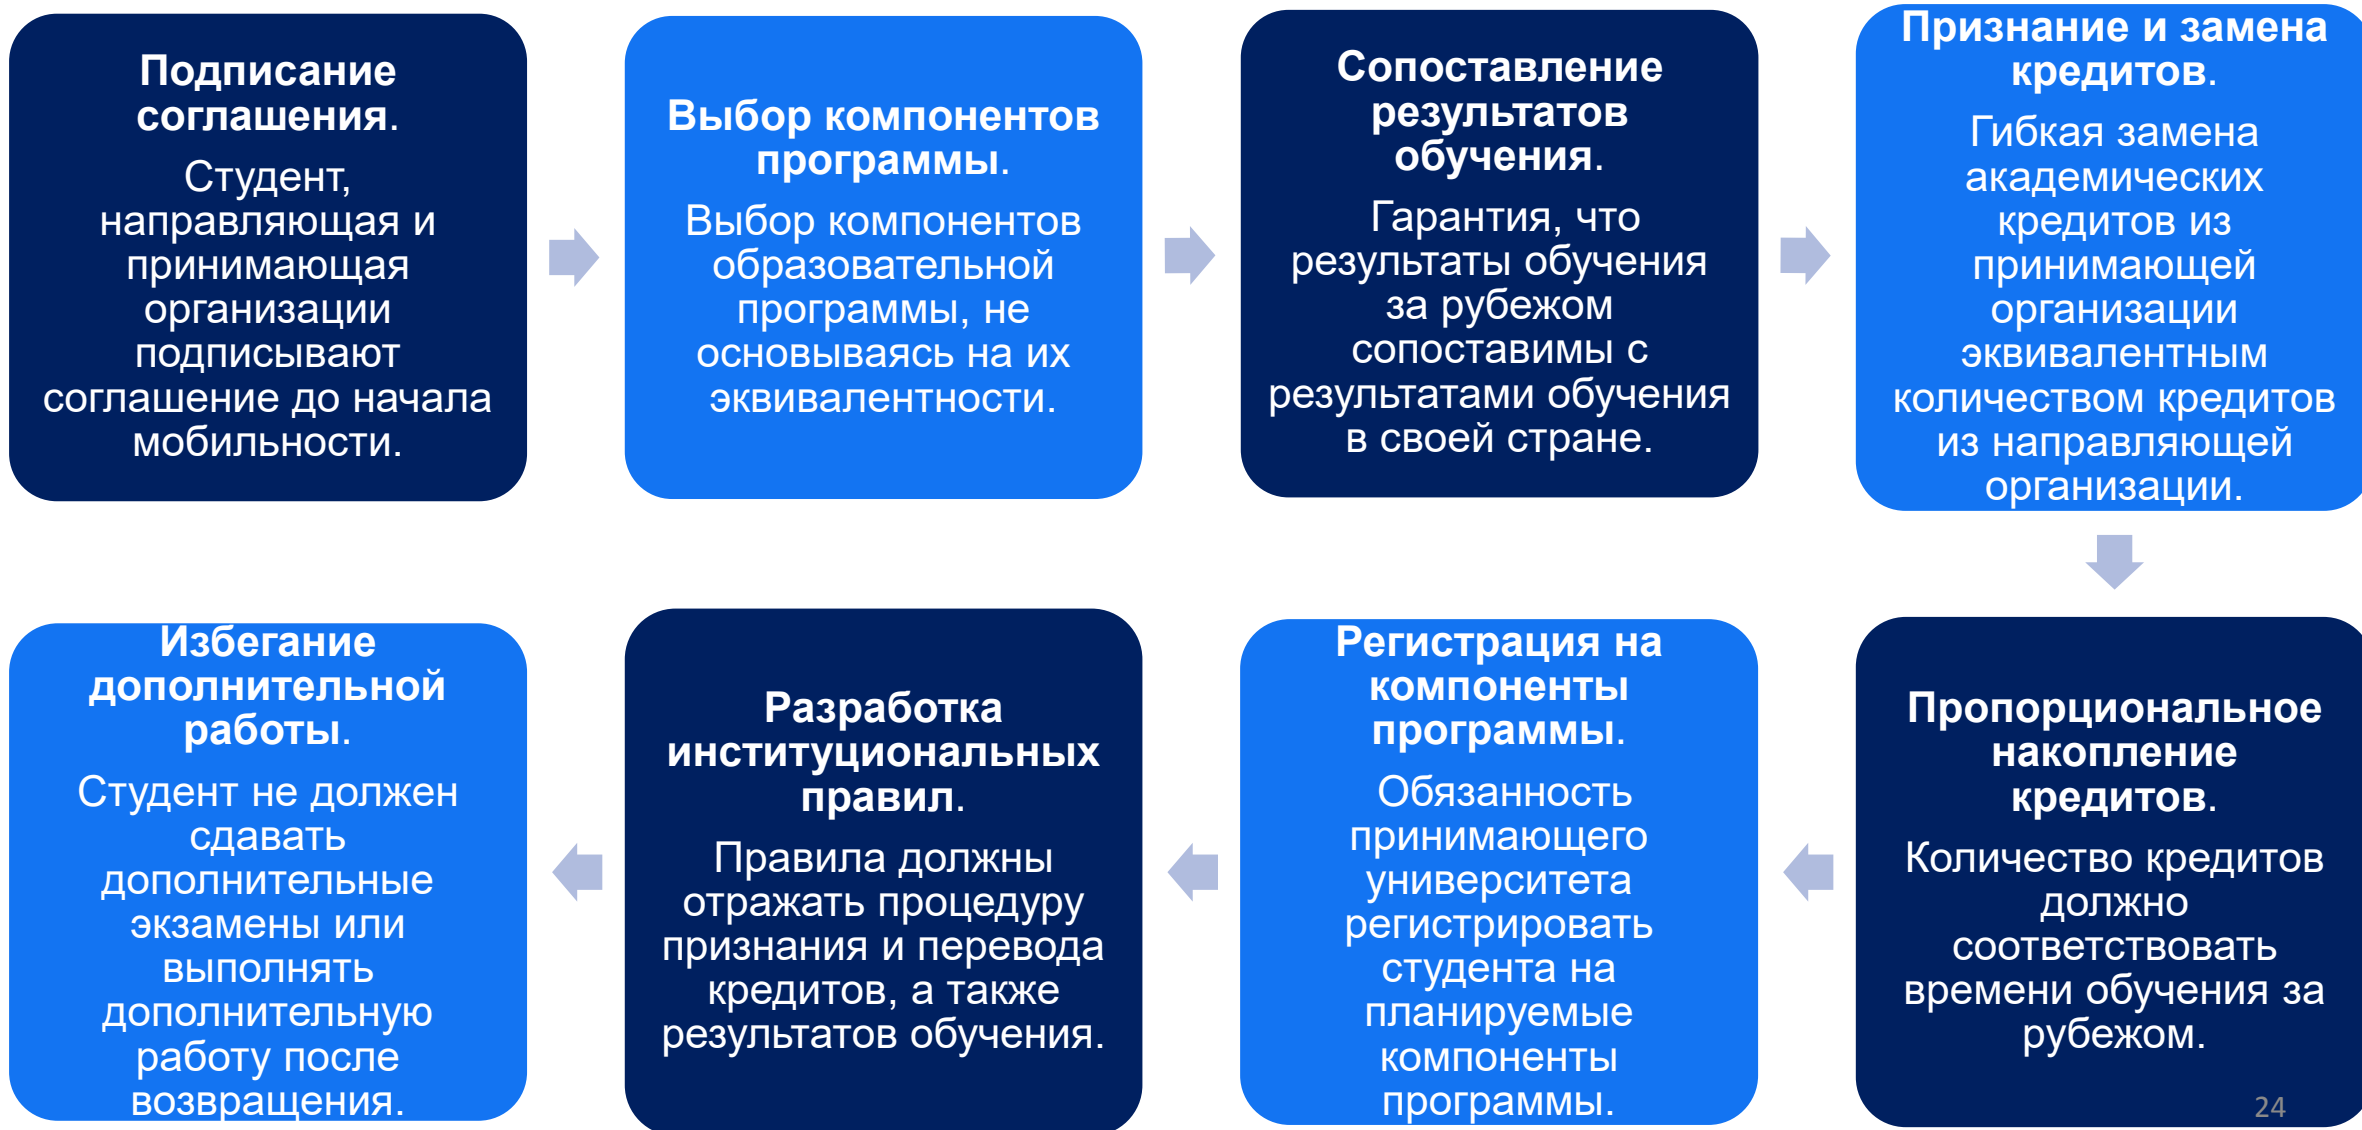 Подписание
соглашения.
Студент,
направляющая и
принимающая
организации
подписывают
соглашение до начала
мобильности.
Выбор компонентов
программы.
Выбор компонентов
образовательной
программы, не
основываясь на их
эквивалентности.
Сопоставление
результатов
обучения.
Гарантия, что
результаты обучения
за рубежом
сопоставимы с
результатами обучения
в своей стране.
Признание и замена
кредитов.
Гибкая замена
академических
кредитов из
принимающей
организации
эквивалентным
количеством кредитов
из направляющей
организации.
Пропорциональное
накопление
кредитов.
Количество кредитов
должно
соответствовать
времени обучения за
рубежом.
Регистрация на
компоненты
программы.
Обязанность
принимающего
университета
регистрировать
студента на
планируемые
компоненты
программы.
Разработка
институциональных
правил.
Правила должны
отражать процедуру
признания и перевода
кредитов, а также
результатов обучения.
Избегание
дополнительной
работы.
Студент не должен
сдавать
дополнительные
экзамены или
выполнять
дополнительную
работу после
возвращения.
24